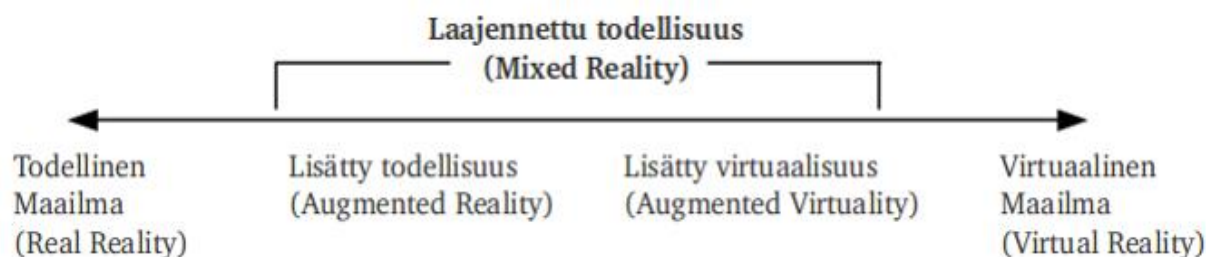 Laajennettu todellisuus
(Mixed Reality)
Todellinen
Maailma
(Real Reality)
Lisätty todellisuus
(Augmented Reality)
Lisätty virtuaalisuus
(Augmented Virtuality)
Virtuaalinen
Maailma
(Virtual Reality)